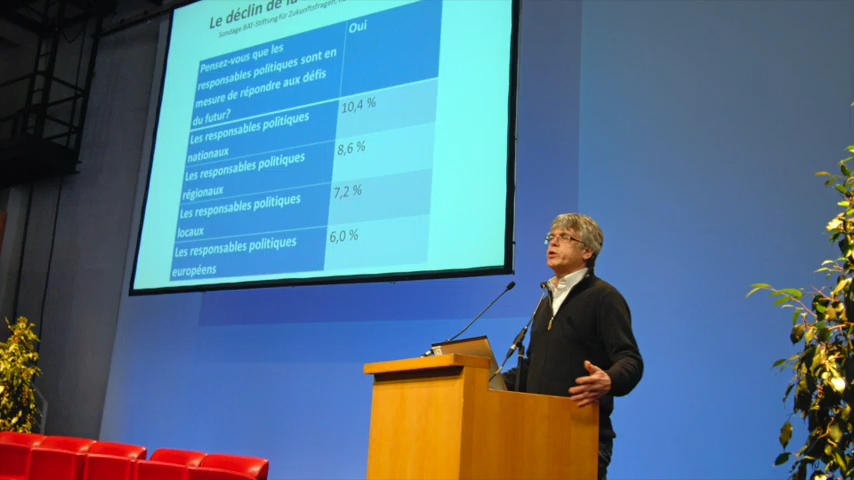 Le déclin de la
Sondage BAT-Stiftung für Zukunftsfragen,
Pensez-vous que les
responsables politiques sont en
mesure de répondre aux défis
du futur?
Oui
Les responsables politiques
nationaux
10,4 %
Les responsables politiques
régionaux
8,6 %
Les responsables politiques
locaux
7,2 %
Les responsables politiques
européens
6,0 %